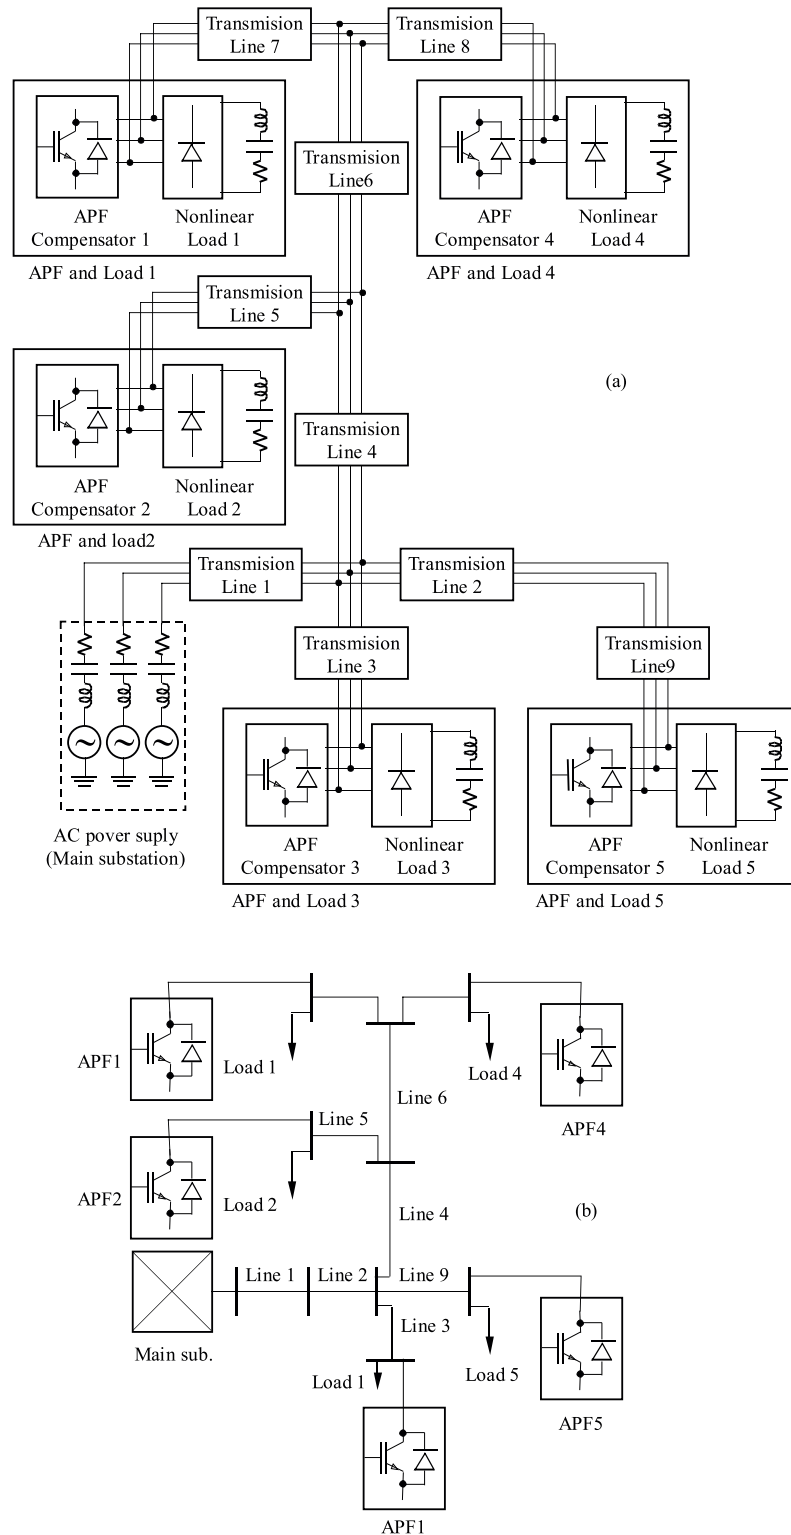 Transmision
Line 7
Transmision
Line 8
Transmision
Line6
APF
Compensator 1
Nonlinear
Load 1
APF and Load 1
APF
Compensator 4
Nonlinear
Load 4
APF and Load 4
Transmision
Line 5
(a)
Transmision
Line 4
APF
Compensator 2
Nonlinear
Load 2
APF and load2
Transmision
Line 1
Transmision
Line 2
Transmision
Line 3
Transmision
Line9
AC power suply
(Main substation)
APF
Compensator 3
Nonlinear
Load 3
APF and Load 3
APF
Compensator 5
Nonlinear
Load 5
APF and Load 5
APF1
Load 1
Load 4
Line 6
APF4
Line 5
APF2
Load 2
Line 4
(b)
Line 1
Line 2
Line 9
Line 3
Main sub.
Load 1
Load 5
APF5
APF1